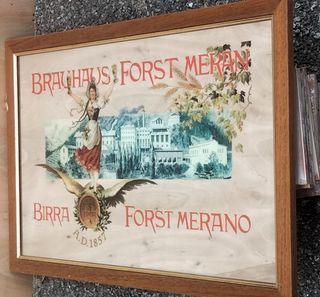 BRAUHAUS FORST MERAN
BIRRA FORST MERANO
A.D. 1857